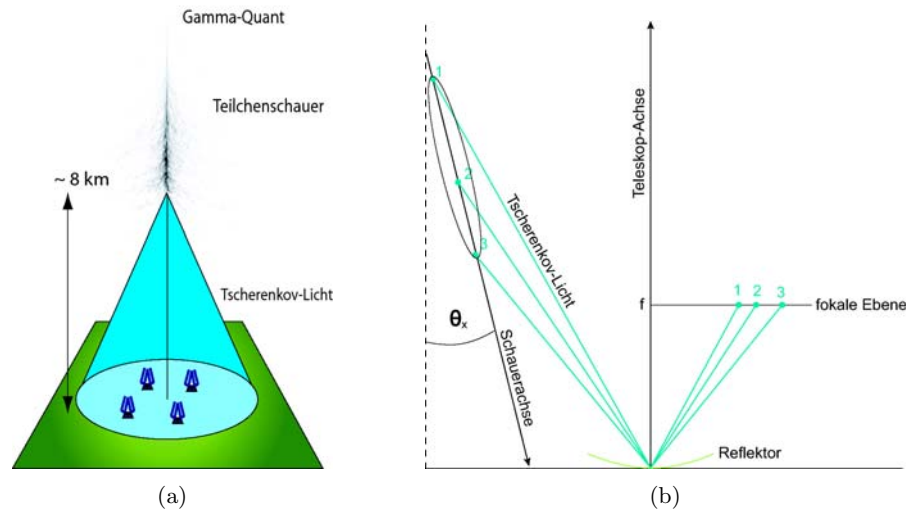 Gamma-Quant
Teilchenschauer
~ 8 km
Tscherenkov-Licht
(a)
1
2
3
Tscherenkov-Licht
θx
Schauerachse
Teleskop-Achse
1 2 3
f
fokale Ebene
Reflektor
(b)